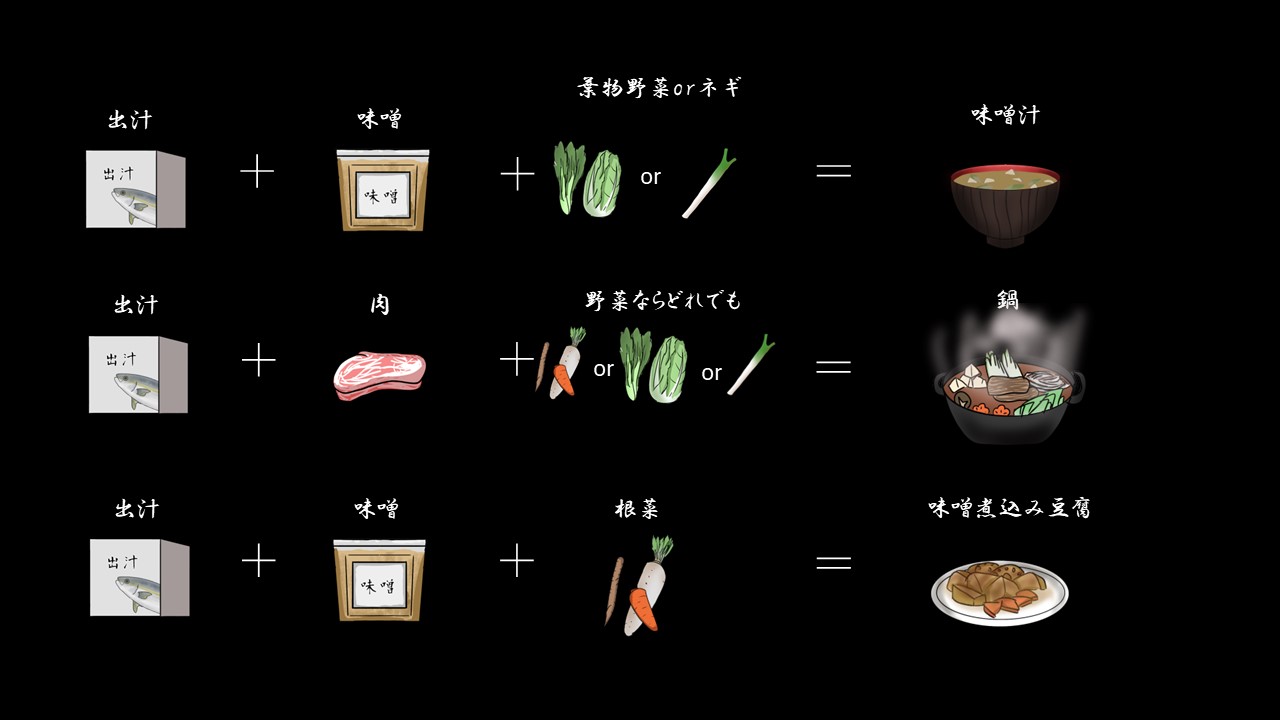 葉物野菜orネギ
出汁
味噌
味噌汁
出汁
味噌
or
出汁
肉
野菜ならどれでも
鍋
出汁
or
or
出汁
味噌
根菜
味噌煮込み豆腐
出汁
味噌